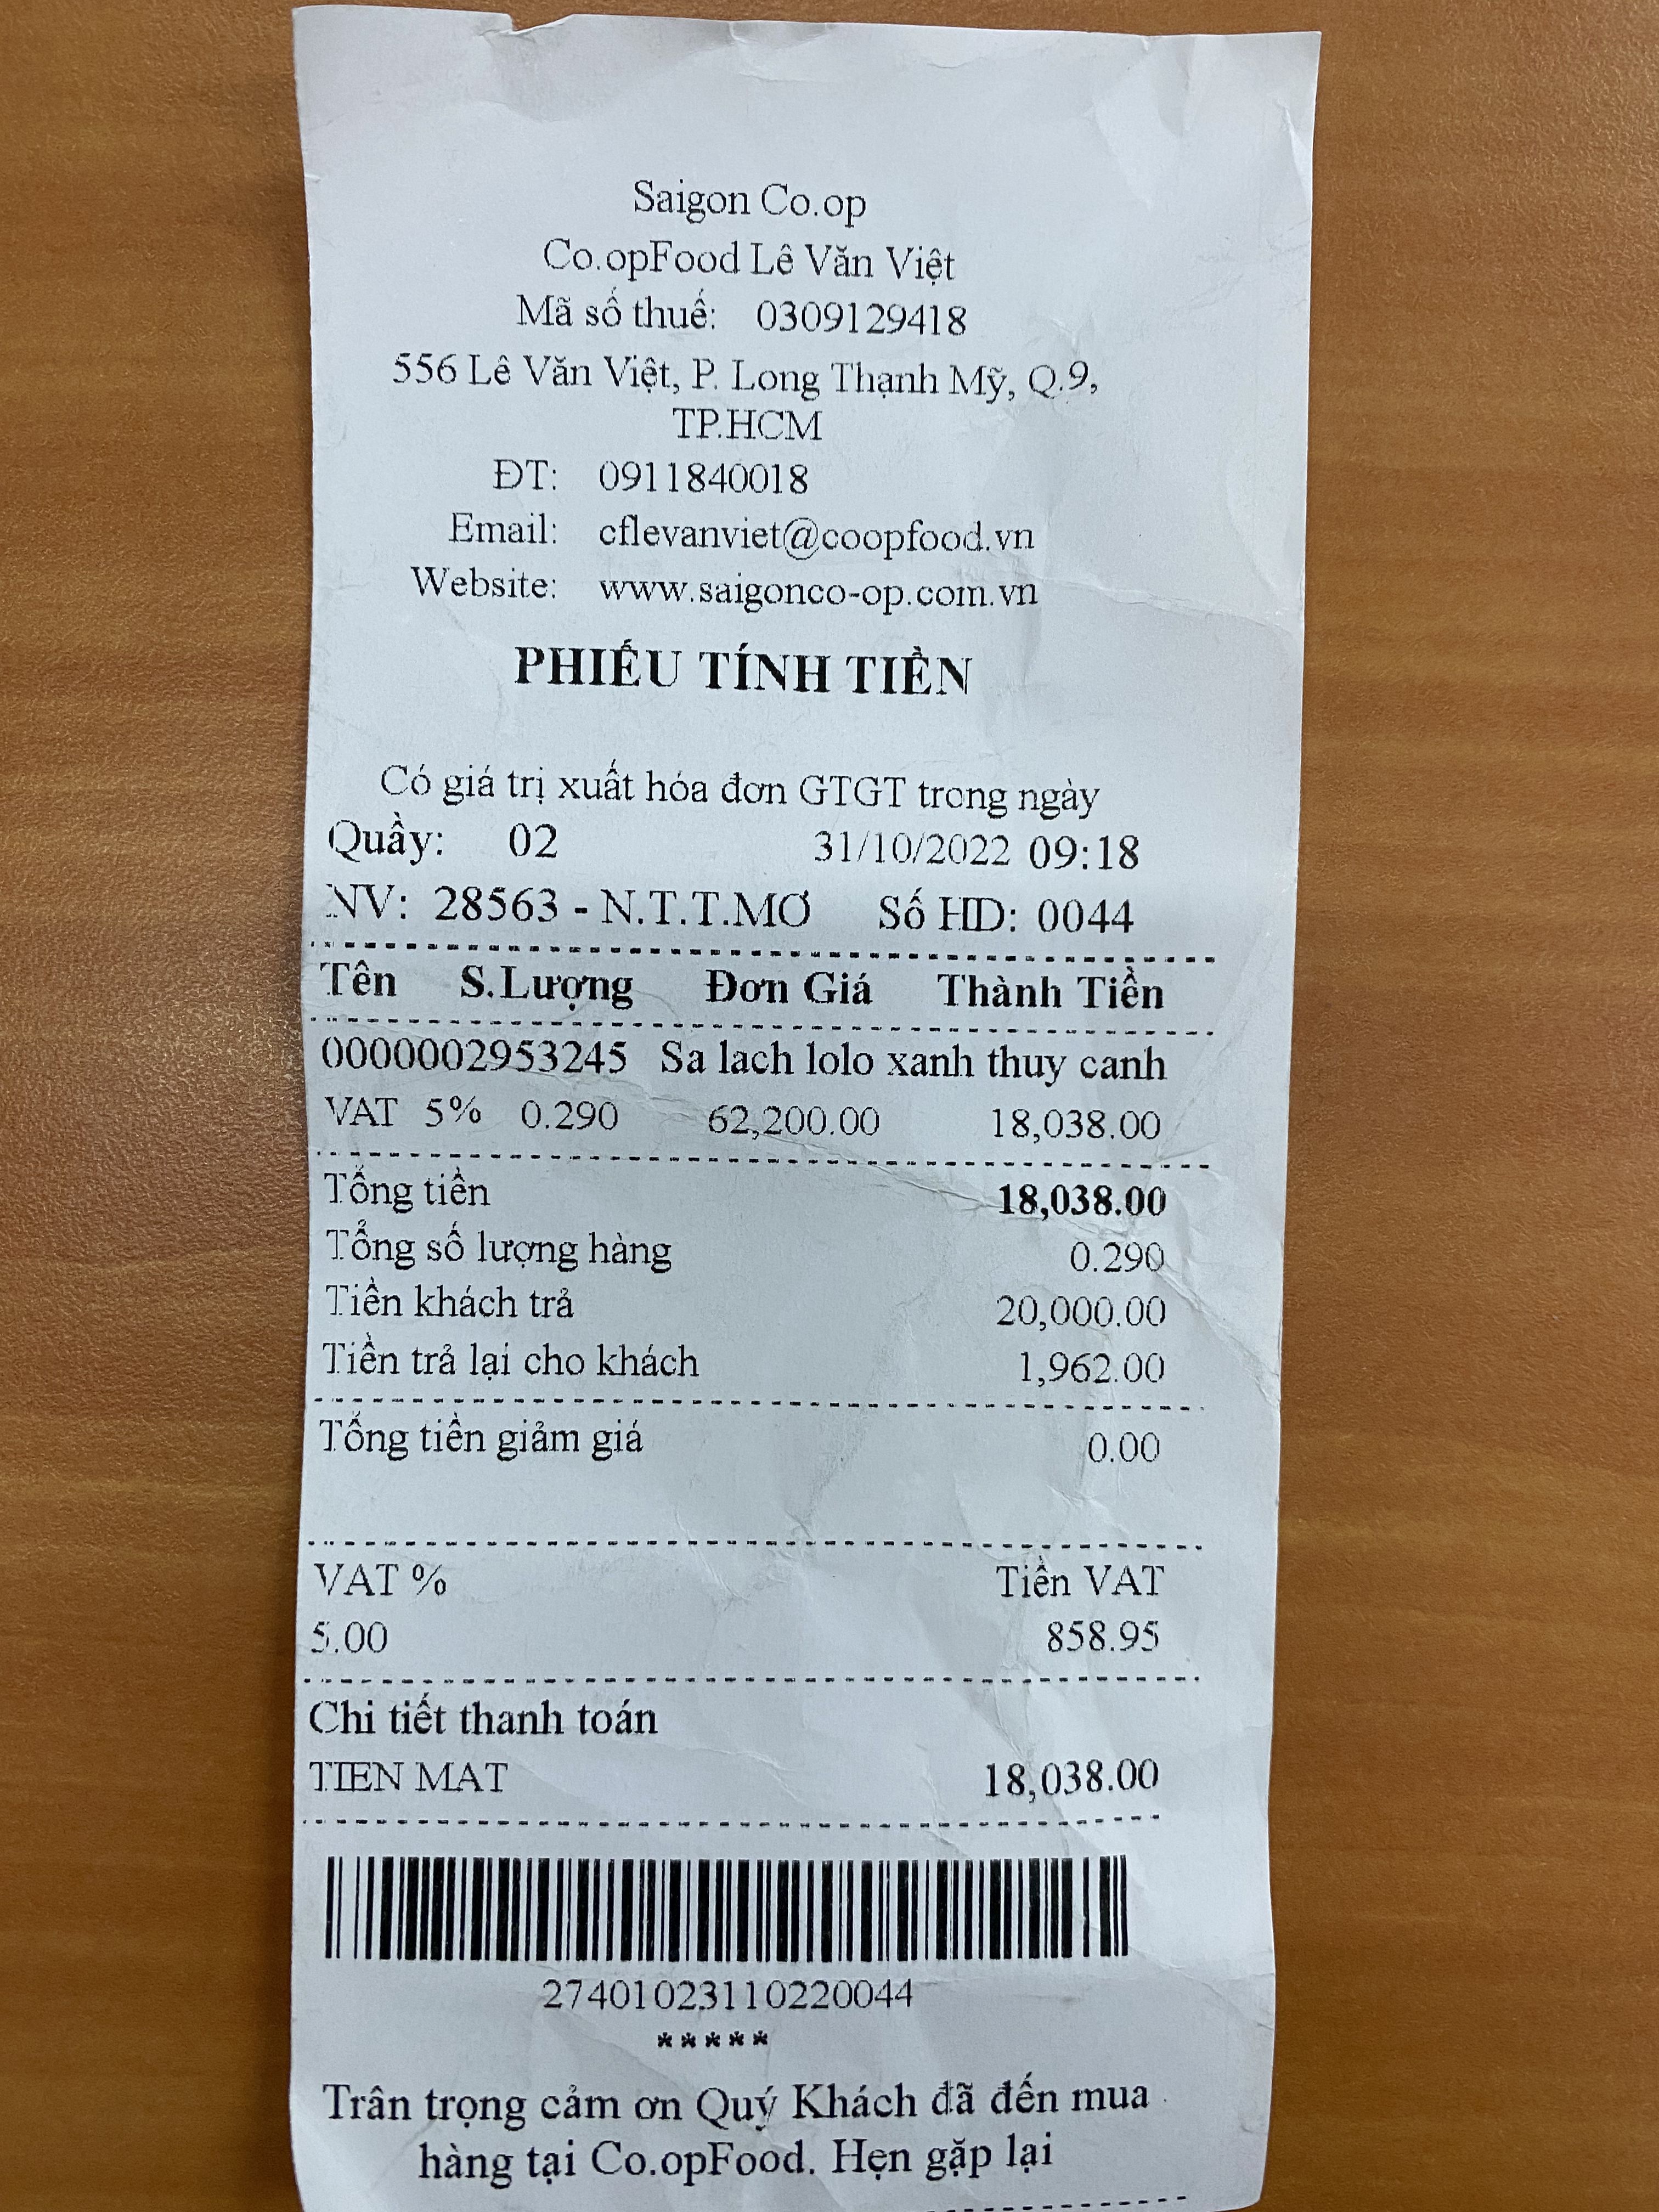 Saigon Co.op
Co.opFood Lê Văn Việt
Mã số thuế: 0309129418
556 Lê Văn Việt, P. Long Thạnh Mỹ, Q.9,
TP.HCM
ĐT: 0911840018
Email: cflevanviet@coopfood.vn
Website: www.saigonco-op.com.vn
PHIẾU TÍNH TIỀN
Có giá trị xuất hóa đơn GTGT trong ngày
Quầy: 02 31/10/2022 09:18
NV: 28563 - N.T.T.MƠ Số HD: 0044
Tên S.Lượng Đơn Giá Thành Tiền
0000002953245 Sa lach lolo xanh thuy canh
VAT 5% 0.290 62,200.00 18,038.00
Tổng tiền 18,038.00
Tổng số lượng hàng 0.290
Tiền khách trả 20,000.00
Tiền trả lại cho khách 1,962.00
Tổng tiền giảm giá 0.00
VAT % Tiền VAT
5.00 858.95
Chi tiết thanh toán
TIEN MAT 18,038.00
27401023110220044
*****
Trân trọng cảm ơn Quý Khách đã đến mua
hàng tại Co.opFood. Hẹn gặp lại